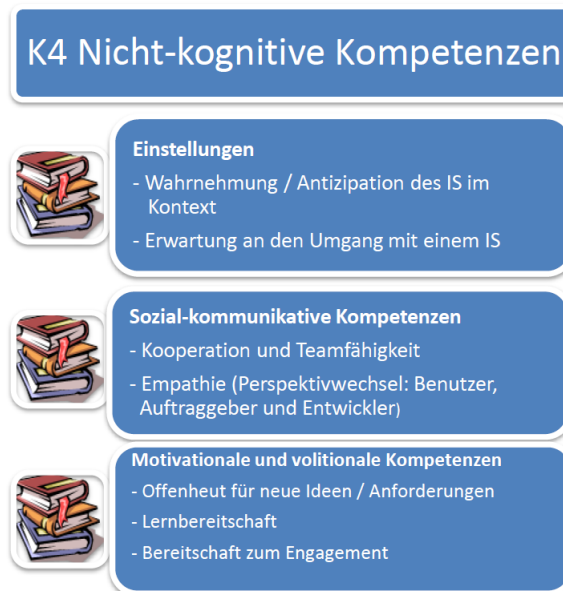 K4 Nicht-kognitive Kompetenzen
Einstellungen
- Wahrnehmung / Antizipation des IS im
Kontext
- Erwartung an den Umgang mit einem IS
Sozial-kommunikative Kompetenzen
- Kooperation und Teamfähigkeit
- Empathie (Perspektivwechsel: Benutzer,
Auftraggeber und Entwickler)
Motivationale und volitionale Kompetenzen
- Offenheut für neue Ideen / Anforderungen
- Lernbereitschaft
- Bereitschaft zum Engagement